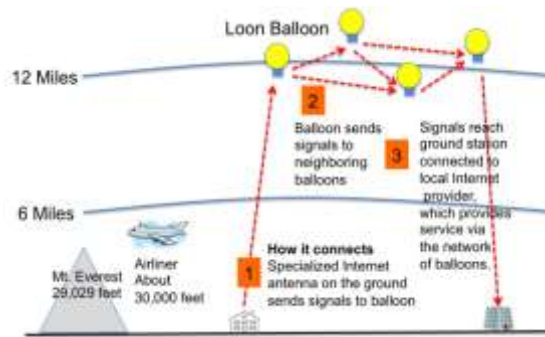 Loon Balloon
12 Miles
2
Balloon sends
signals to
neighboring
balloons
3
Signals reach
ground station
connected to
local Internet
provider,
which provides
service via
the network
of balloons.
6 Miles
Mt. Everest
29,029 feet
Airliner
About
30,000 feet
1
How it connects
Specialized Internet
antenna on the ground
sends signals to balloon